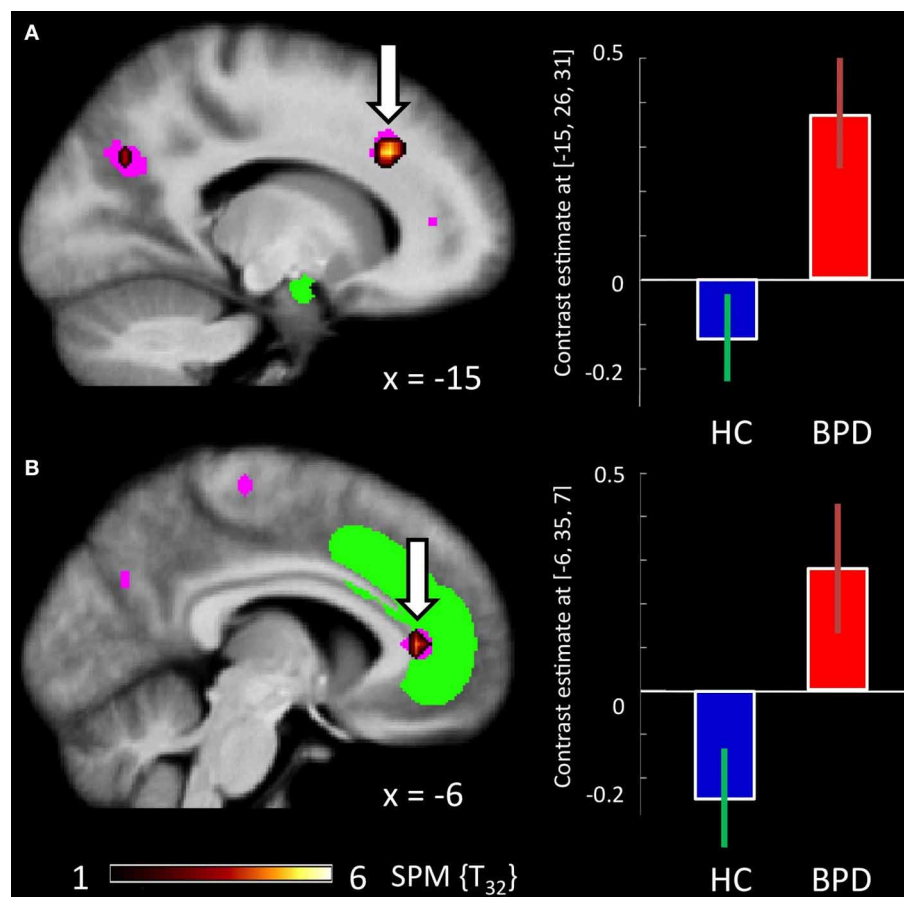 A
x = -15
Contrast estimate at [-15, 26, 31]
0.5
0
-0.2
HC BPD
B
x = -6
Contrast estimate at [-6, 35, 7]
0.5
0
-0.2
HC BPD
1 6 SPM {T32}